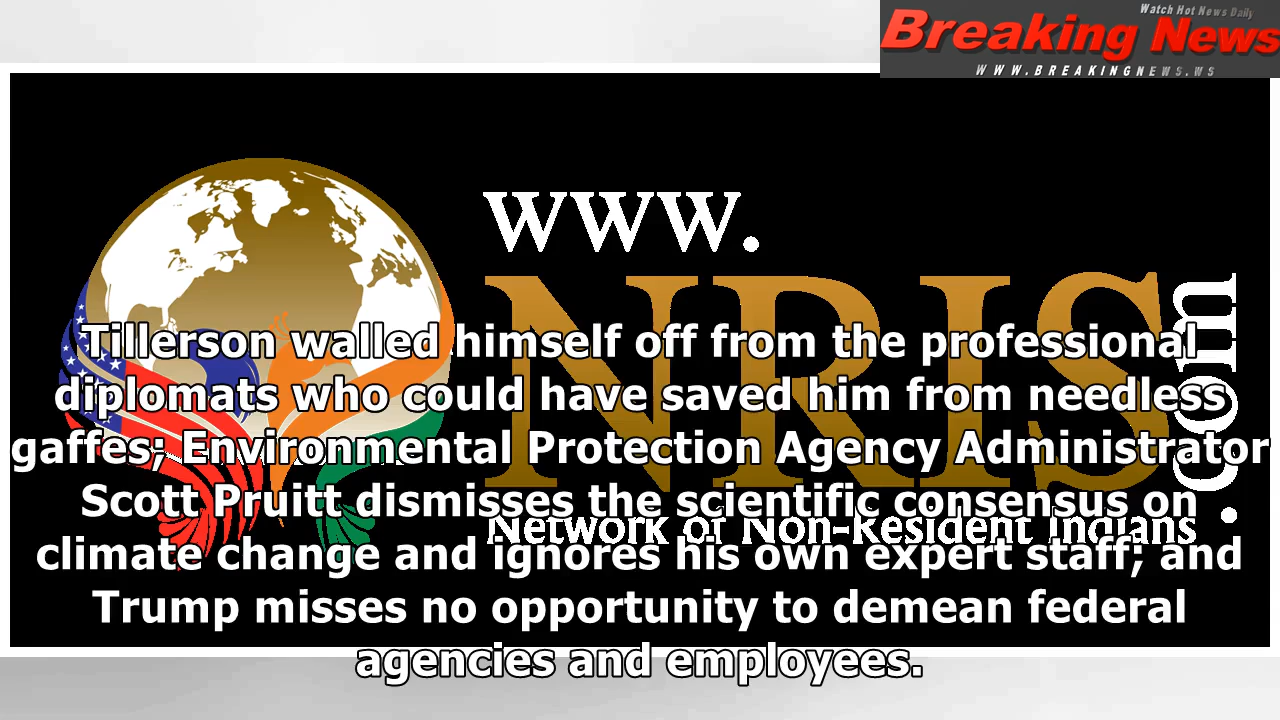 Watch Hot News Daily
Breaking News
WWW.BREAKINGNEWS.WS
www.
NRIS
.com
Network of Non-Resident Indians
Tillerson walled himself off from the professional
diplomats who could have saved him from needless
gaffes; Environmental Protection Agency Administrator
Scott Pruitt dismisses the scientific consensus on
climate change and ignores his own expert staff; and
Trump misses no opportunity to demean federal
agencies and employees.